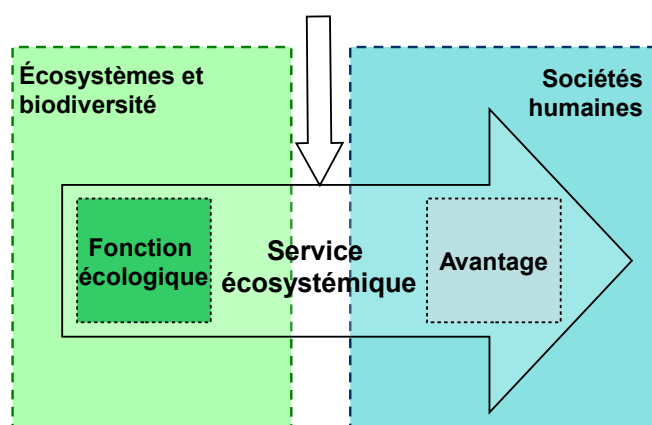 Écosystèmes et
biodiversité
Sociétés
humaines
Fonction
écologique
Service
écosystémique
Avantage